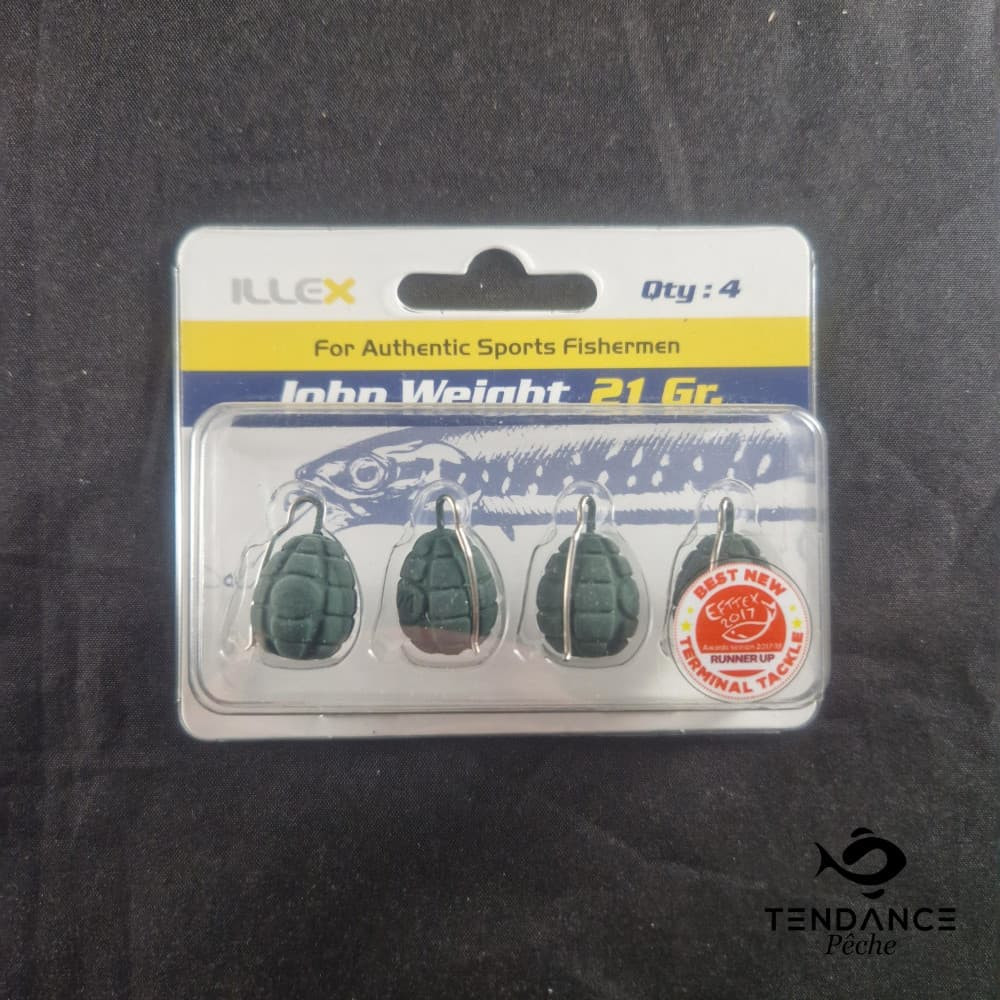 ILLEX
Qty : 4
For Authentic Sports Fishermen
John Weight 21 Gr.
BEST NEW
EFTTEX
2017
RUNNER UP
TERMINAL TACKLE
TENDANCE
Pêche